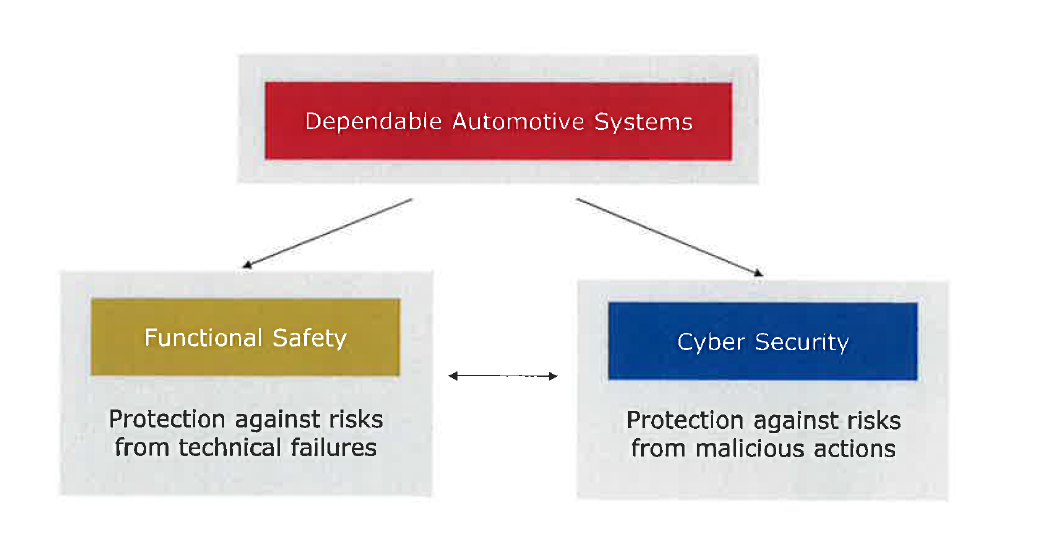 Dependable Automotive Systems
Functional Safety
Protection against risks
from technical failures
Cyber Security
Protection against risks
from malicious actions